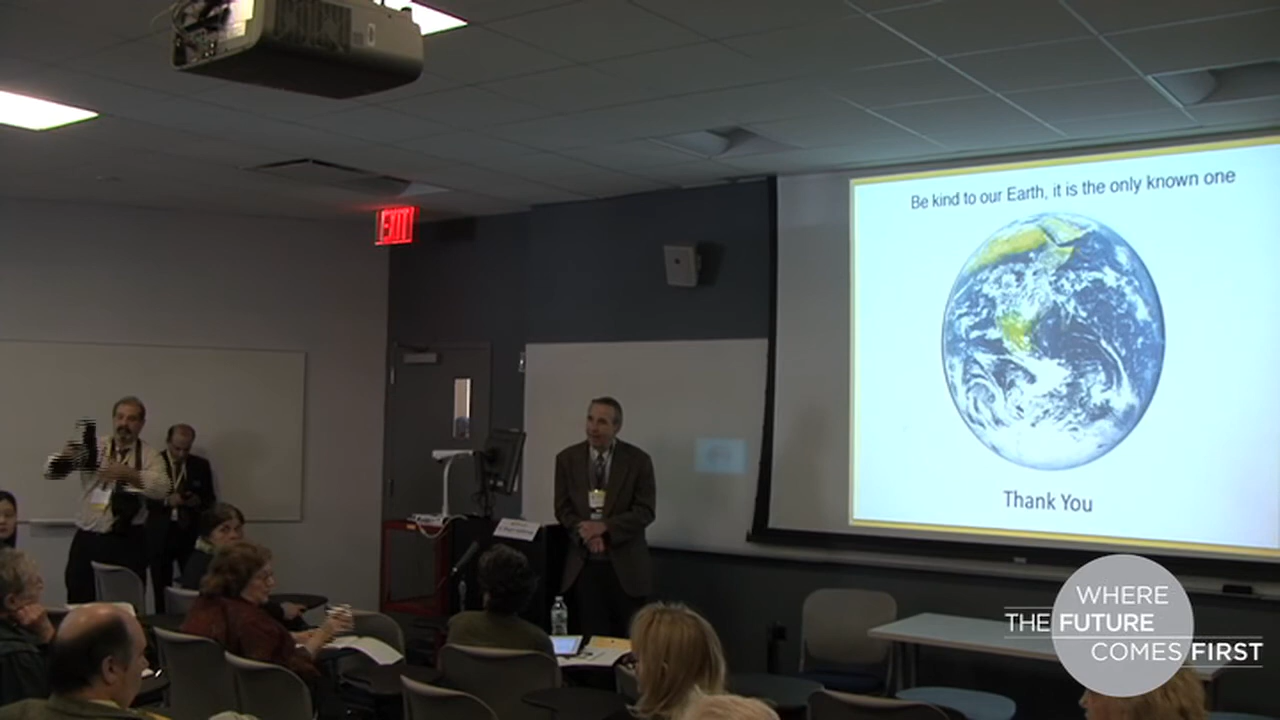 EXIT
Be kind to our Earth, it is the only known one
Thank You
WHERE
THE FUTURE
COMES FIRST